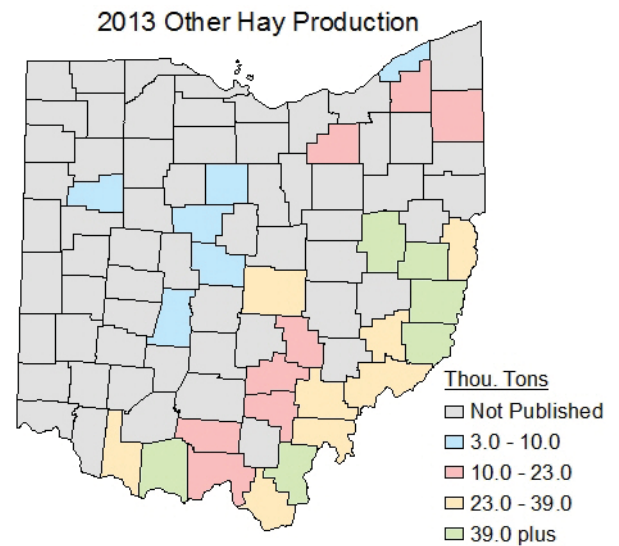 2013 Other Hay Production
Thou. Tons
Not Published
3.0 - 10.0
10.0 - 23.0
23.0 - 39.0
39.0 plus